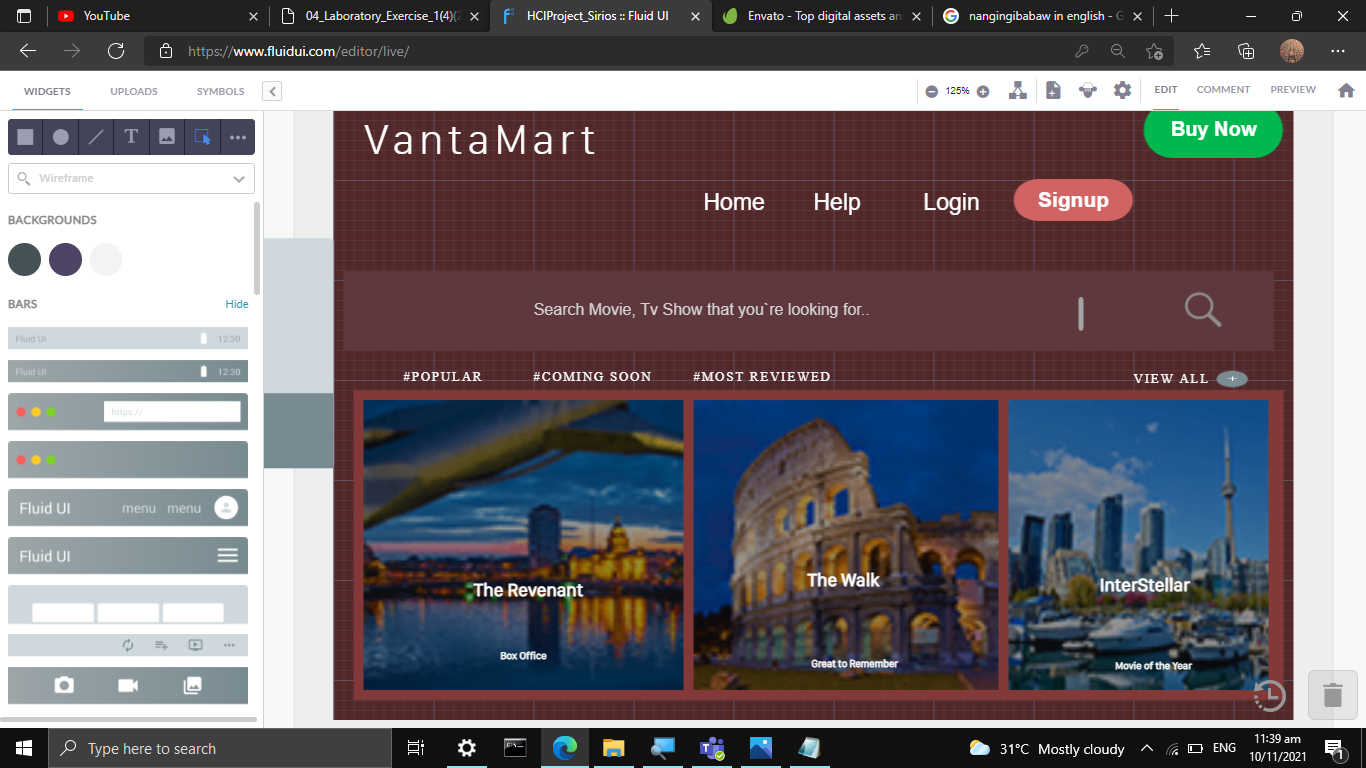 YouTube
04_Laboratory_Exercise_1(4)(2
HCIProject_Sirios :: Fluid UI
Envato - Top digital assets an
nangingibabaw in english - G
https://www.fluidui.com/editor/live/
WIDGETS UPLOADS SYMBOLS
125%
EDIT COMMENT PREVIEW
T
Wireframe
BACKGROUNDS
BARS Hide
Fluid UI 12:30
Fluid UI 12:30
https://
Fluid UI menu menu
Fluid UI
VantaMart
Buy Now
Home Help Login Signup
Search Movie, Tv Show that you`re looking for..
#POPULAR #COMING SOON #MOST REVIEWED VIEW ALL +
The Revenant
Box Office
The Walk
Great to Remember
InterStellar
Movie of the Year
Type here to search
31°C Mostly cloudy
ENG
11:39 am
10/11/2021
1